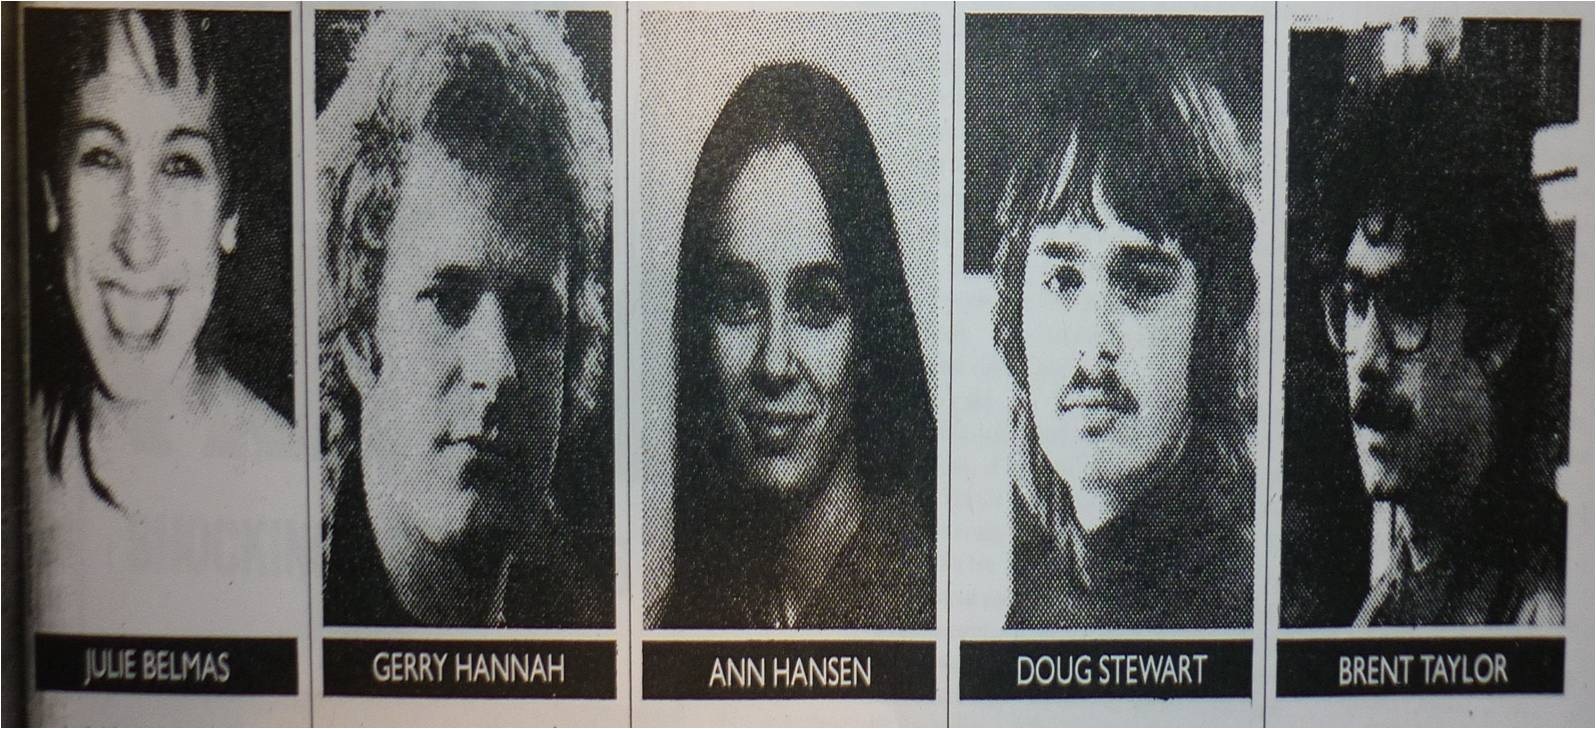 JULIE BELMAS
GERRY HANNAH
ANN HANSEN
DOUG STEWART
BRENT TAYLOR